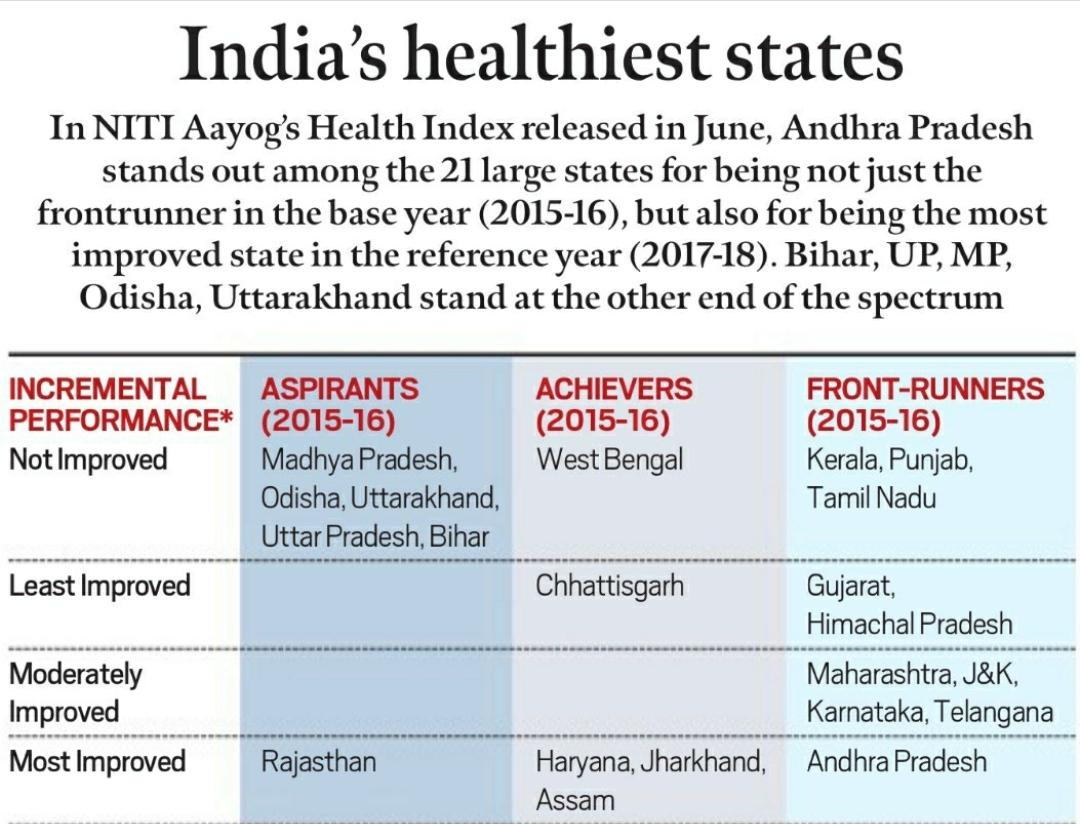 India’s healthiest states
In NITI Aayog’s Health Index released in June, Andhra Pradesh
stands out among the 21 large states for being not just the
frontrunner in the base year (2015-16), but also for being the most
improved state in the reference year (2017-18). Bihar, UP, MP,
Odisha, Uttarakhand stand at the other end of the spectrum
INCREMENTAL
PERFORMANCE*
ASPIRANTS
(2015-16)
ACHIEVERS
(2015-16)
FRONT-RUNNERS
(2015-16)
Not Improved
Madhya Pradesh,
Odisha, Uttarakhand,
Uttar Pradesh, Bihar
West Bengal
Kerala, Punjab,
Tamil Nadu
Least Improved
Chhattisgarh
Gujarat,
Himachal Pradesh
Moderately
Improved
Maharashtra, J&K,
Karnataka, Telangana
Most Improved
Rajasthan
Haryana, Jharkhand,
Assam
Andhra Pradesh